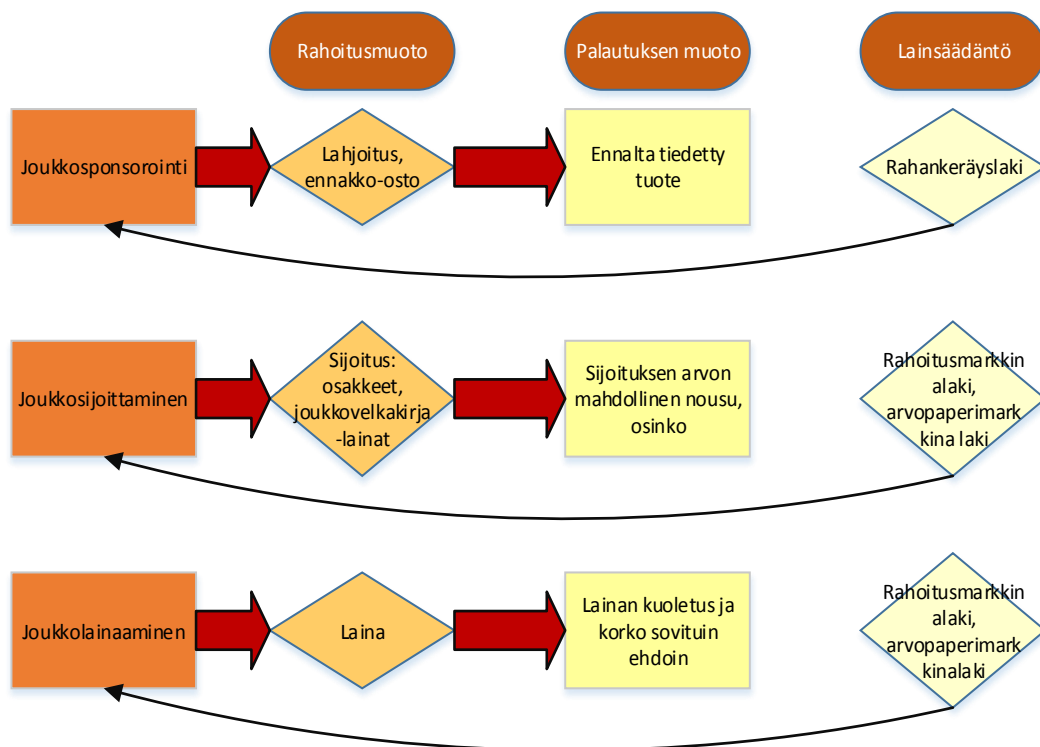 Rahoitusmuoto
Palautuksen muoto
Lainsäädäntö
Joukkosponsorointi
Lahjoitus,
ennakko-osto
Ennalta tiedetty
tuote
Rahankeräyslaki
Joukkosijoittaminen
Sijoitus:
osakkeet,
joukkovelkakirja
-lainat
Sijoituksen arvon
mahdollinen nousu,
osinko
Rahoitusmarkkin
alaki,
arvopaperimark
kina laki
Joukkolainaaminen
Laina
Lainan kuoletus ja
korko sovituin
ehdoin
Rahoitusmarkkin
alaki,
arvopaperimark
kinalaki